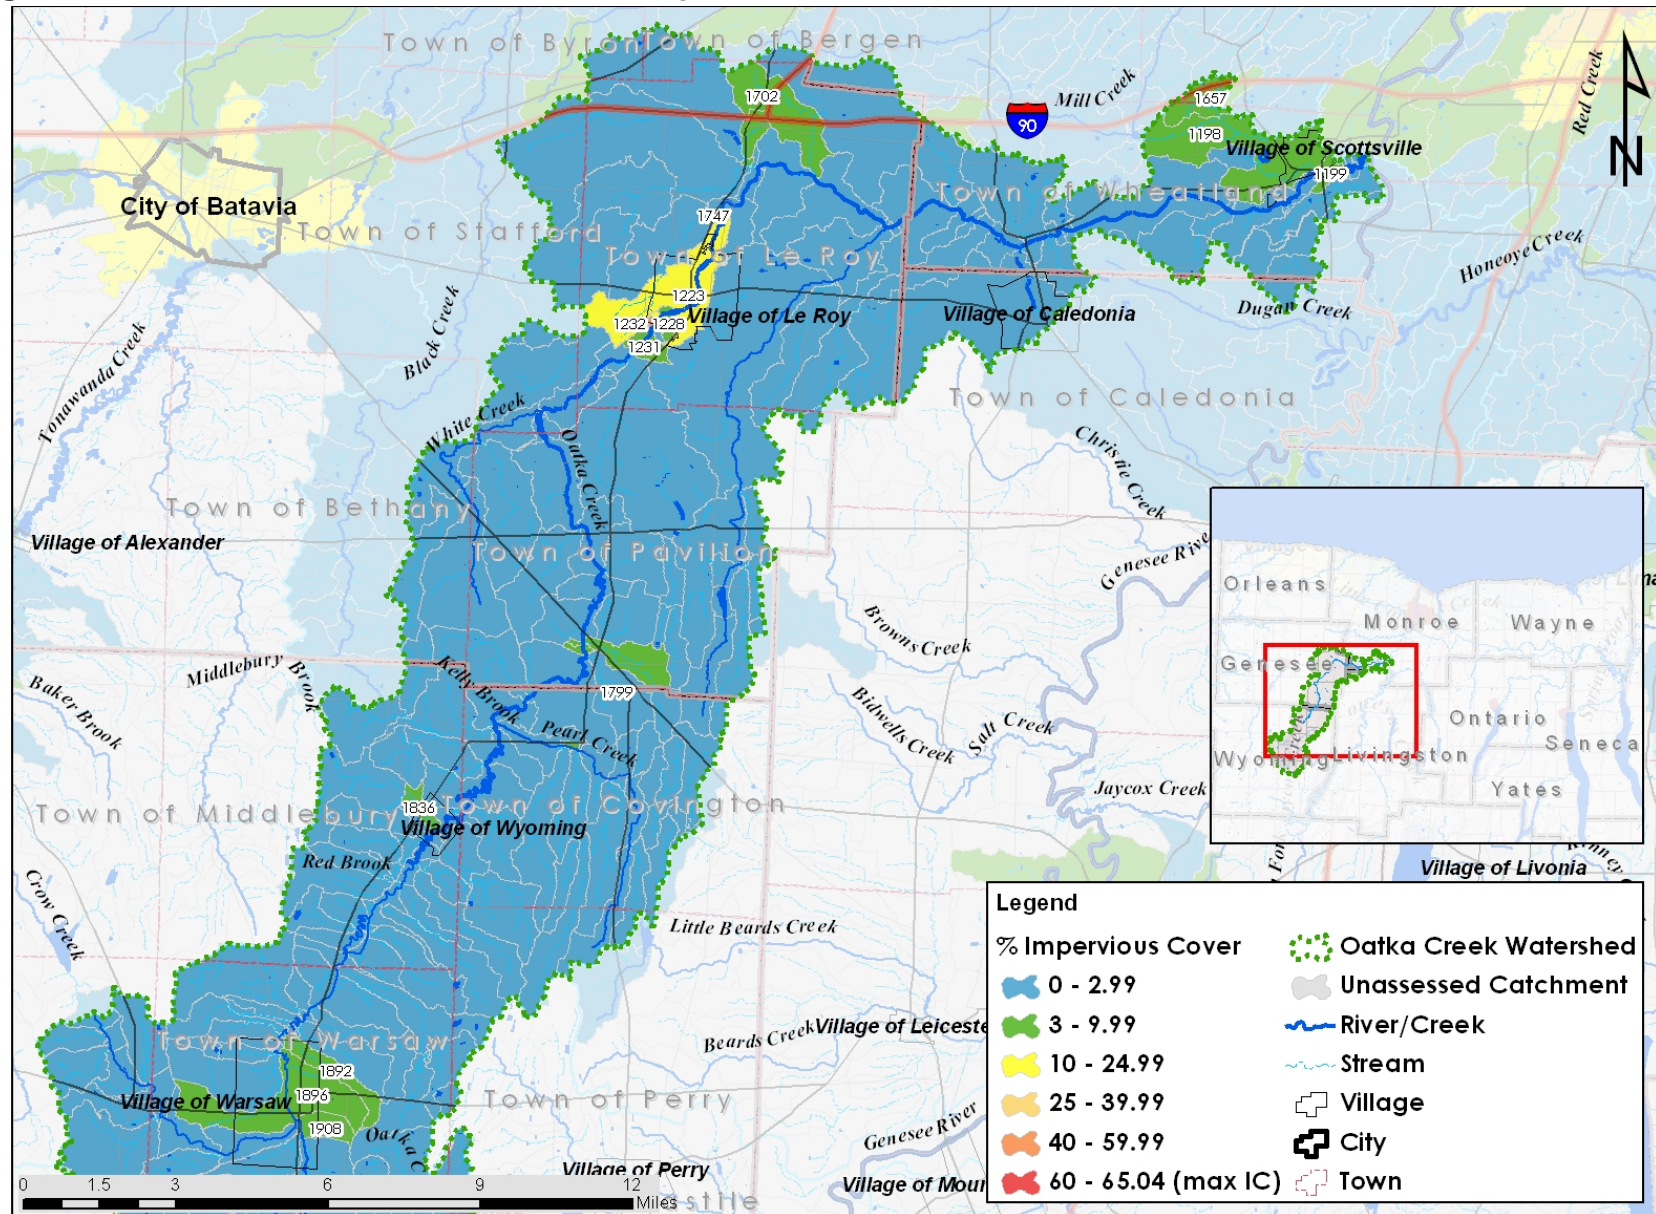 Town of Byron
Town of Bergen
Mill Creek
Red Creek
90
1702
1657
1198
Village of Scottsville
1199
N
City of Batavia
Town of Wheatland
Town of Stafford
1747
Town of Le Roy
Honeoye Creek
1223
1232
1228
Village of Le Roy
Village of Caledonia
Dugan Creek
1231
Tonawanda Creek
Black Creek
White Creek
Oatka Creek
Town of Caledonia
Christie Creek
Town of Bethany
Village of Alexander
Town of Pavilion
Genesee Rive
Browns Creek
Middlebury Brook
Baker Brook
Kelly Brook
1799
Bidwells Creek
Salt Creek
Pearl Creek
Jaycox Creek
Town of Middlebury
1836
Town of Covington
Village of Wyoming
Red Brook
Crow Creek
Little Beards Creek
Beards Creek
Village of Leiceste
Town of Warsaw
1892
1896
Village of Warsaw
1908
Oatka C
Town of Perry
Genesee River
Village of Perry
Village of Moun
stile
Village of Livonia
Kinney
Orleans
Monroe
Wayne
Genesee
Ontario
Seneca
Wyoming
Livingston
Yates
Legend
% Impervious Cover
0 - 2.99
3 - 9.99
10 - 24.99
25 - 39.99
40 - 59.99
60 - 65.04 (max IC)
Oatka Creek Watershed
Unassessed Catchment
River/Creek
Stream
Village
City
Town
0 1.5 3 6 9 12
Miles